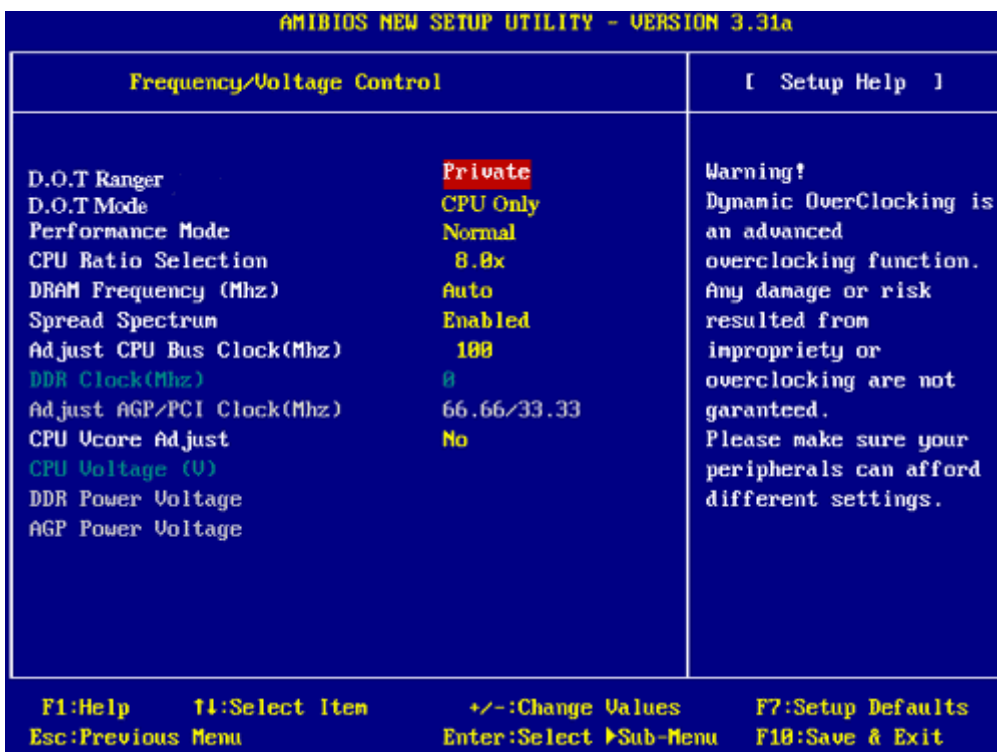 AMIBIOS NEW SETUP UTILITY - VERSION 3.31a
Frequency/Voltage Control
[ Setup Help ]
D.O.T Ranger Private
D.O.T Mode CPU Only
Performance Mode Normal
CPU Ratio Selection 8.0x
DRAM Frequency (Mhz) Auto
Spread Spectrum Enabled
Adjust CPU Bus Clock(Mhz) 100
DDR Clock(Mhz) 0
Adjust AGP/PCI Clock(Mhz) 66.66/33.33
CPU Vcore Adjust No
CPU Voltage (V)
DDR Power Voltage
AGP Power Voltage
Warning!
Dynamic OverClocking is
an advanced
overclocking function.
Any damage or risk
resulted from
impropriety or
overclocking are not
garanteed.
Please make sure your
peripherals can afford
different settings.
F1:Help ↑↓:Select Item +/-:Change Values F7:Setup Defaults
Esc:Previous Menu Enter:Select ▶Sub-Menu F10:Save & Exit